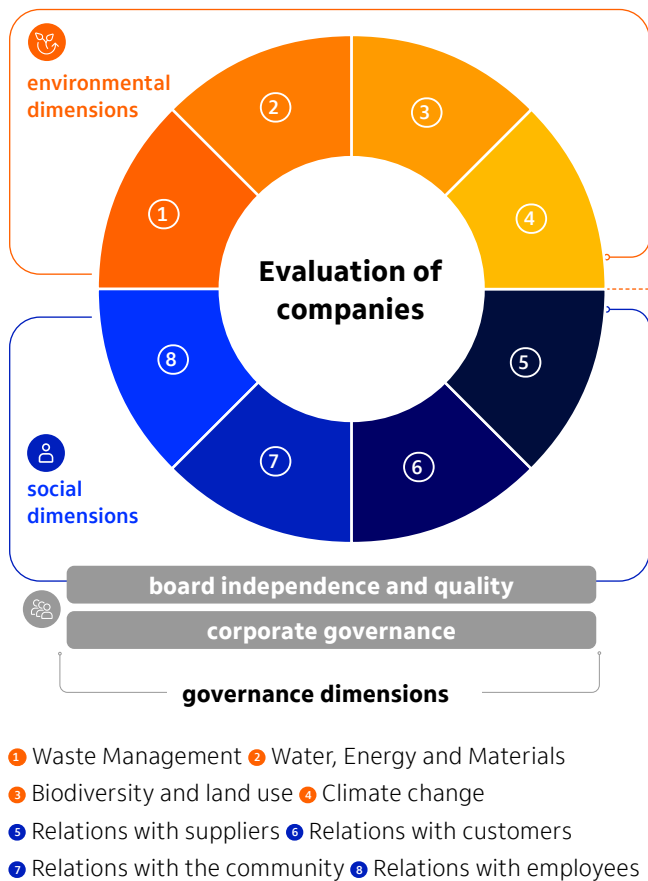 environmental
dimensions
1
2
3
4
Evaluation of
companies
5
6
7
8
social
dimensions
board independence and quality
corporate governance
governance dimensions
1 Waste Management 2 Water, Energy and Materials
3 Biodiversity and land use 4 Climate change
5 Relations with suppliers 6 Relations with customers
7 Relations with the community 8 Relations with employees